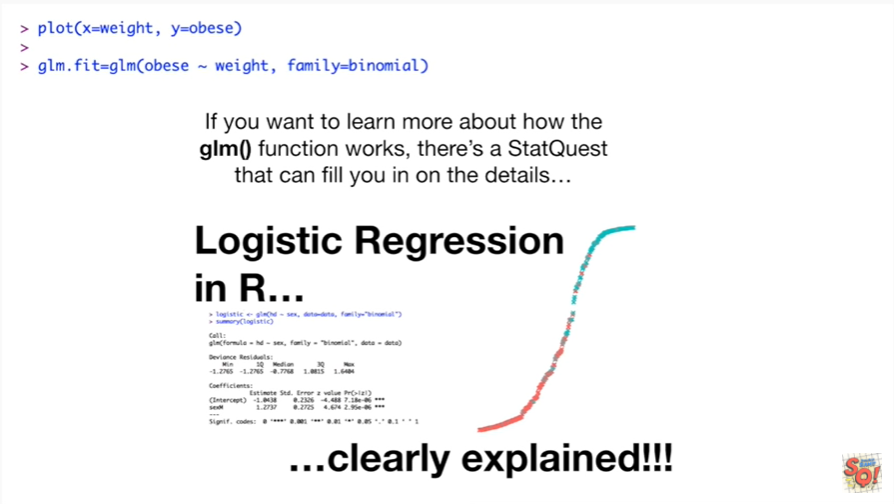 > plot(x=weight, y=obese)
>
> glm.fit=glm(obese ~ weight, family=binomial)
If you want to learn more about how the
glm() function works, there's a StatQuest
that can fill you in on the details…
Logistic Regression
in R…
> logistic <- glm(hd ~ sex, data=data, family="binomial")
> summary(logistic)
Call:
glm(formula = hd ~ sex, family = "binomial", data = data)
Deviance Residuals:
Min 1Q Median 3Q Max
-1.2765 -1.2765 -0.7768 1.0815 1.6404
Coefficients:
Estimate Std. Error z value Pr(>|z|)
(Intercept) -1.0438 0.2326 -4.488 7.18e-06 ***
sexM 1.2737 0.2725 4.674 2.95e-06 ***
---
Signif. codes: 0 '***' 0.001 '**' 0.01 '*' 0.05 '.' 0.1 ' ' 1
…clearly explained!!!
SO!